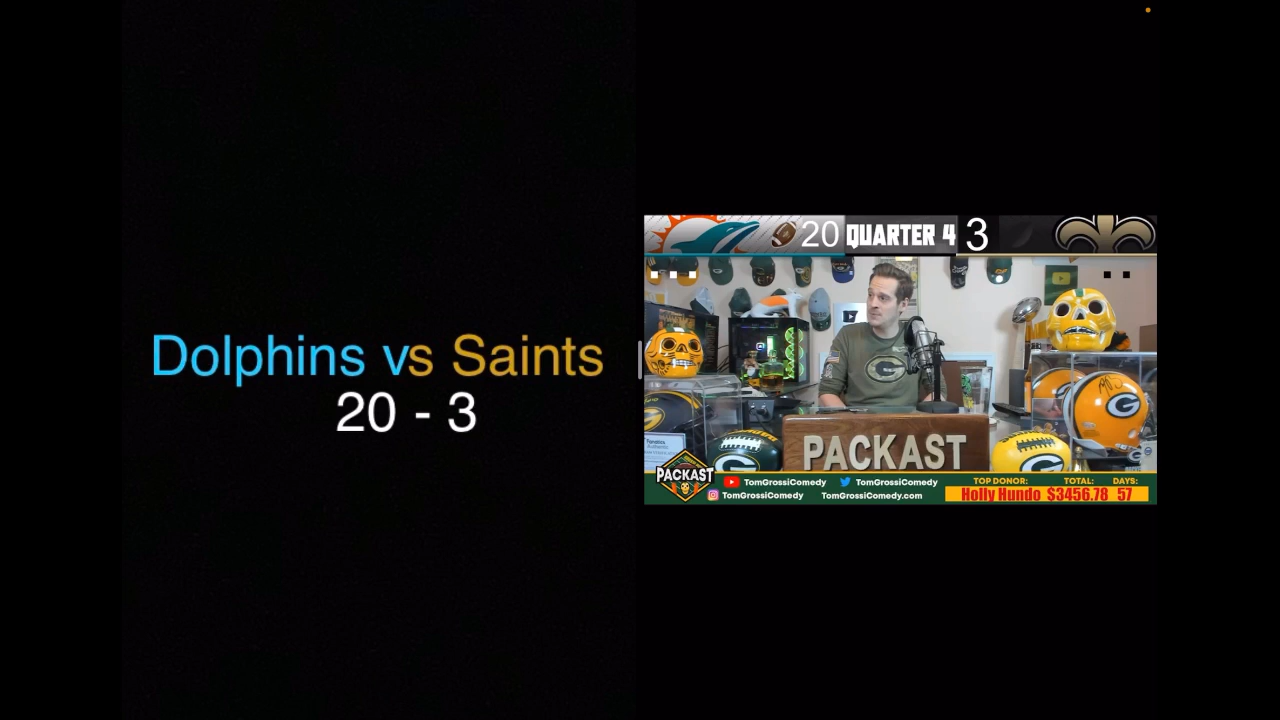 Dolphins vs Saints
20 - 3
20 QUARTER 4 3
PACKAST
PACKAST
TomGrossiComedy
TomGrossiComedy
TomGrossiComedy
TomGrossiComedy.com
TOP DONOR: TOTAL: DAYS:
Holly Hundo $3456.78 57